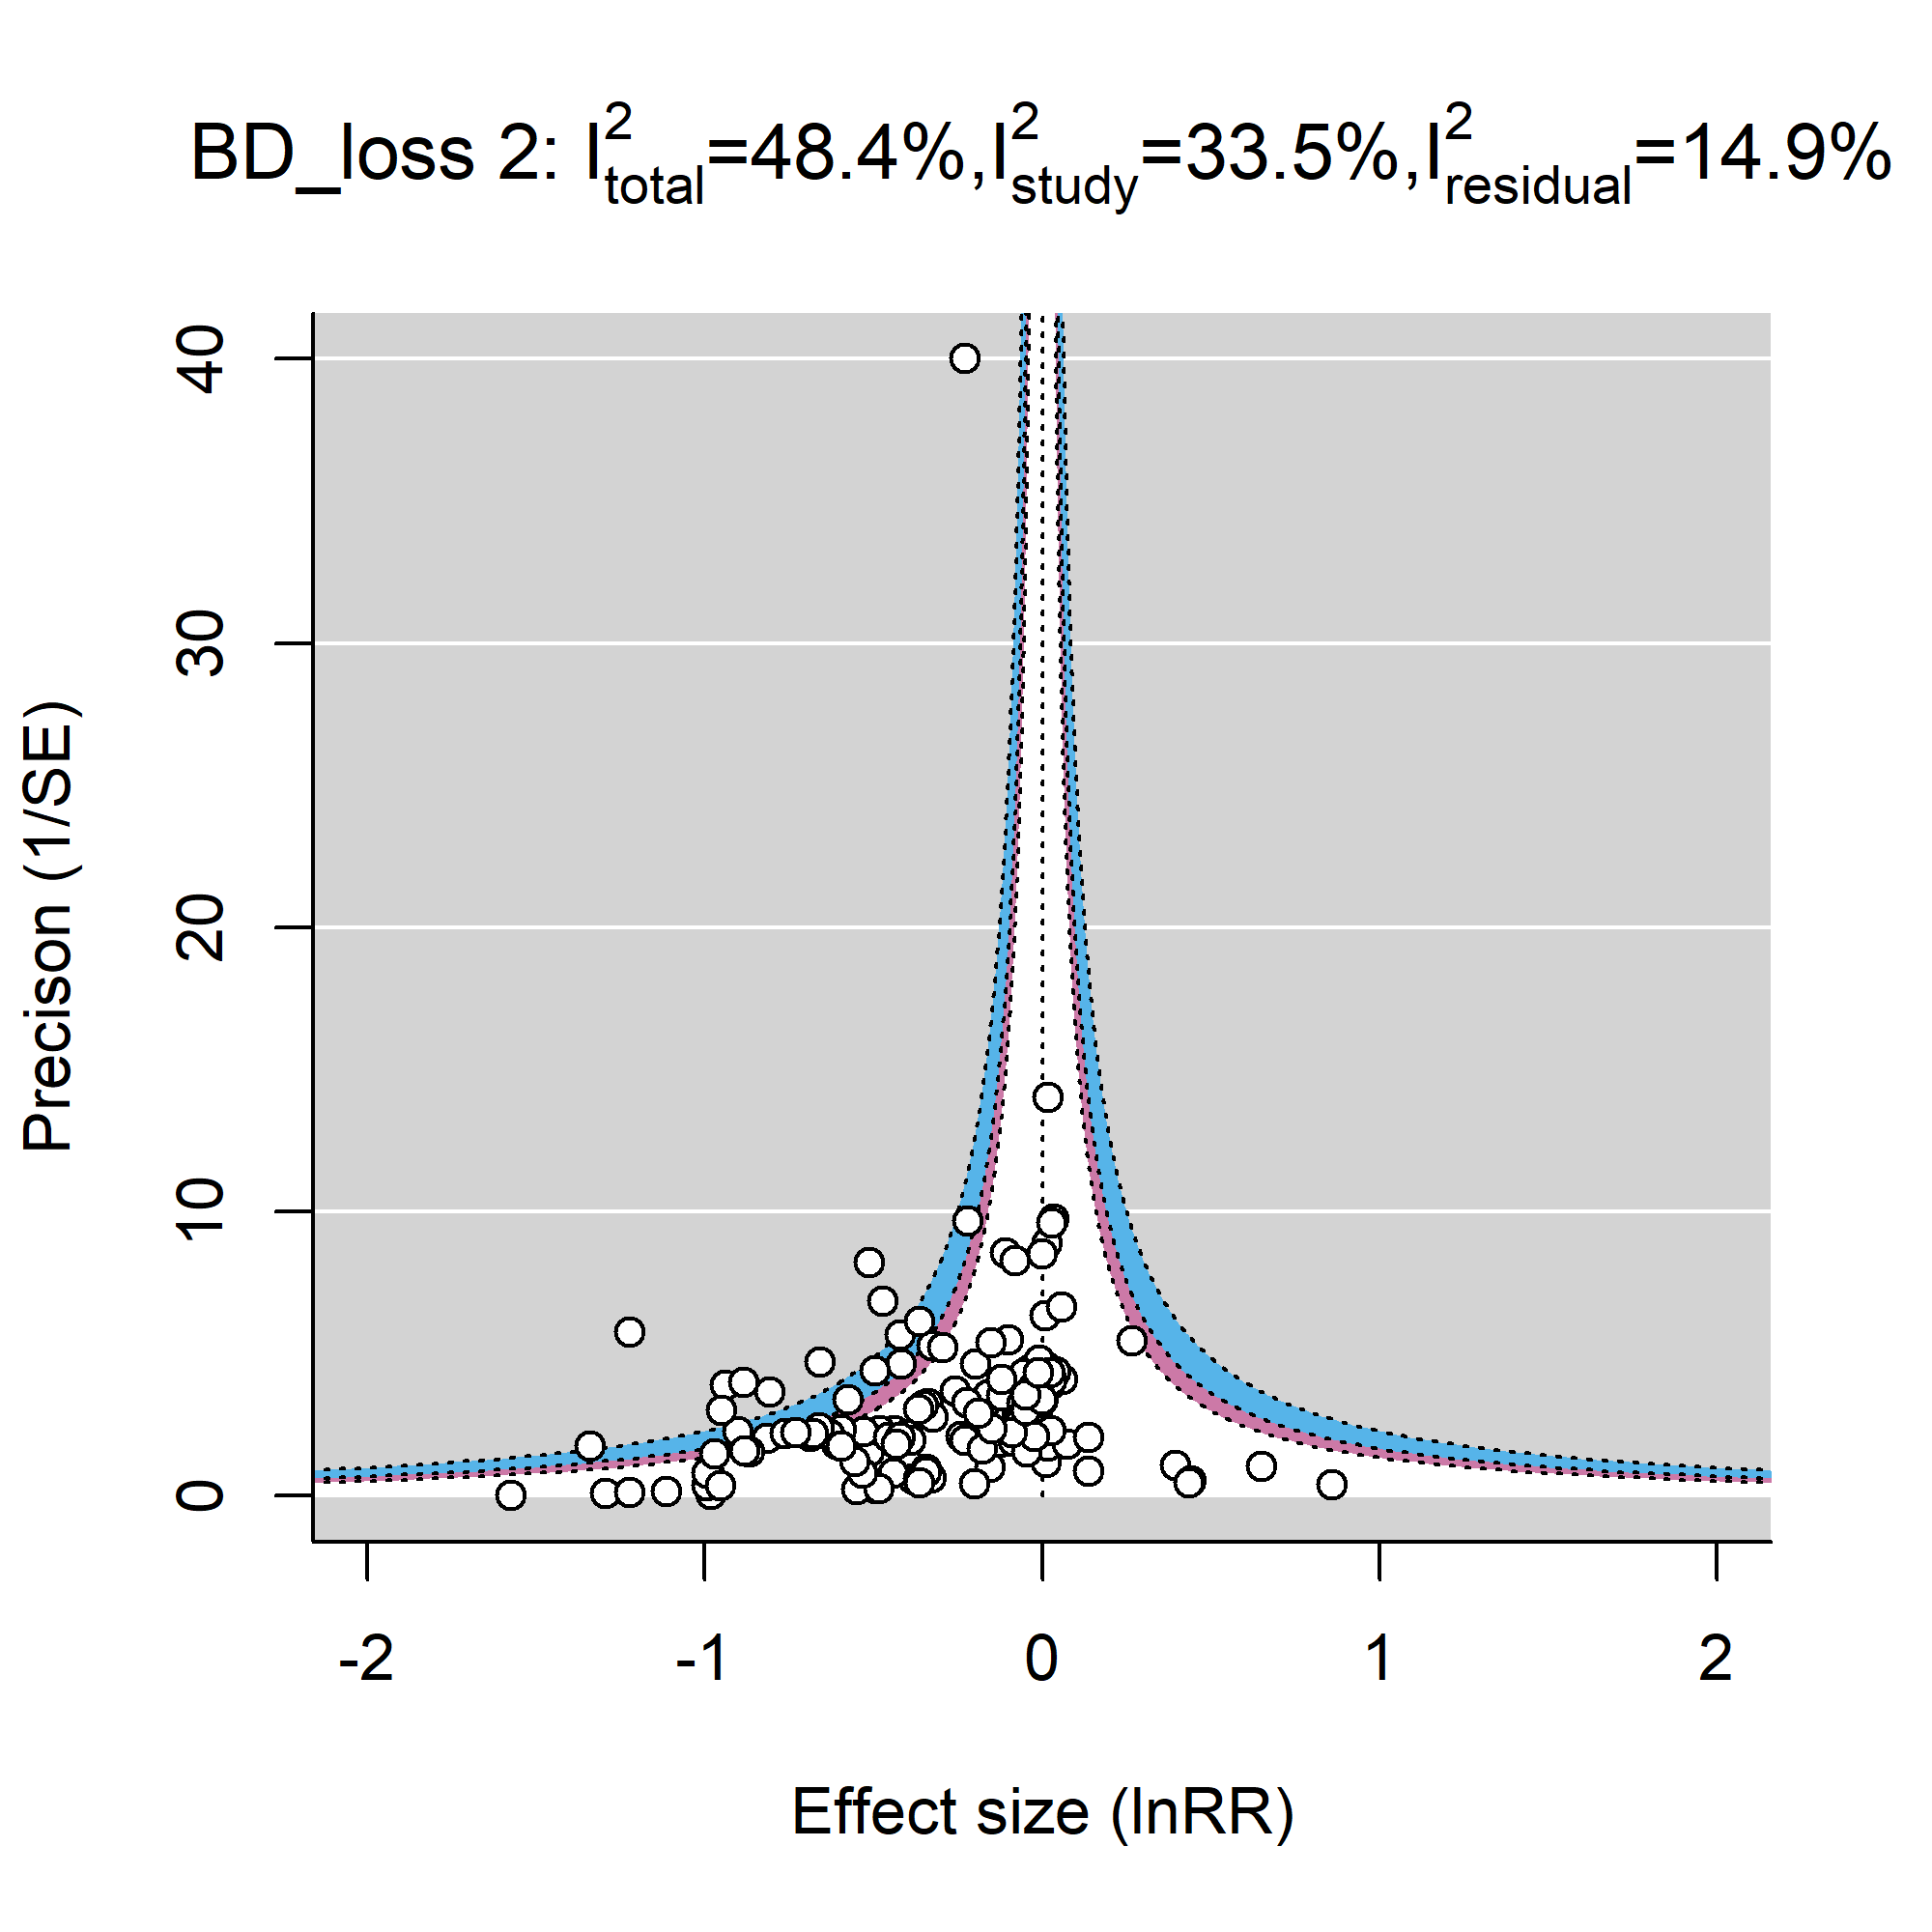 BD_loss 2: I²total=48.4%,I²study=33.5%,I²residual=14.9%
40
30
20
10
0
Precison (1/SE)
-2 -1 0 1 2
Effect size (lnRR)